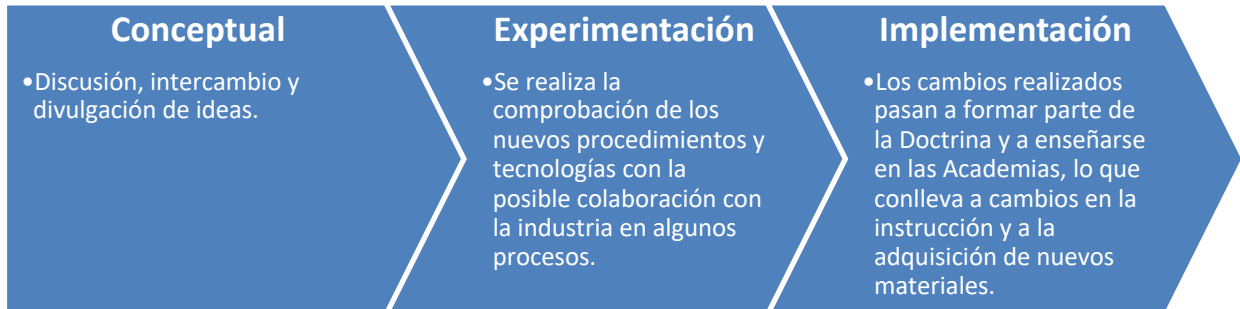 Conceptual
•Discusión, intercambio y
divulgación de ideas.
Experimentación
•Se realiza la
comprobación de los
nuevos procedimientos y
tecnologías con la
posible colaboración con
la industria en algunos
procesos.
Implementación
•Los cambios realizados
pasan a formar parte de
la Doctrina y a enseñarse
en las Academias, lo que
conlleva a cambios en la
instrucción y a la
adquisición de nuevos
materiales.